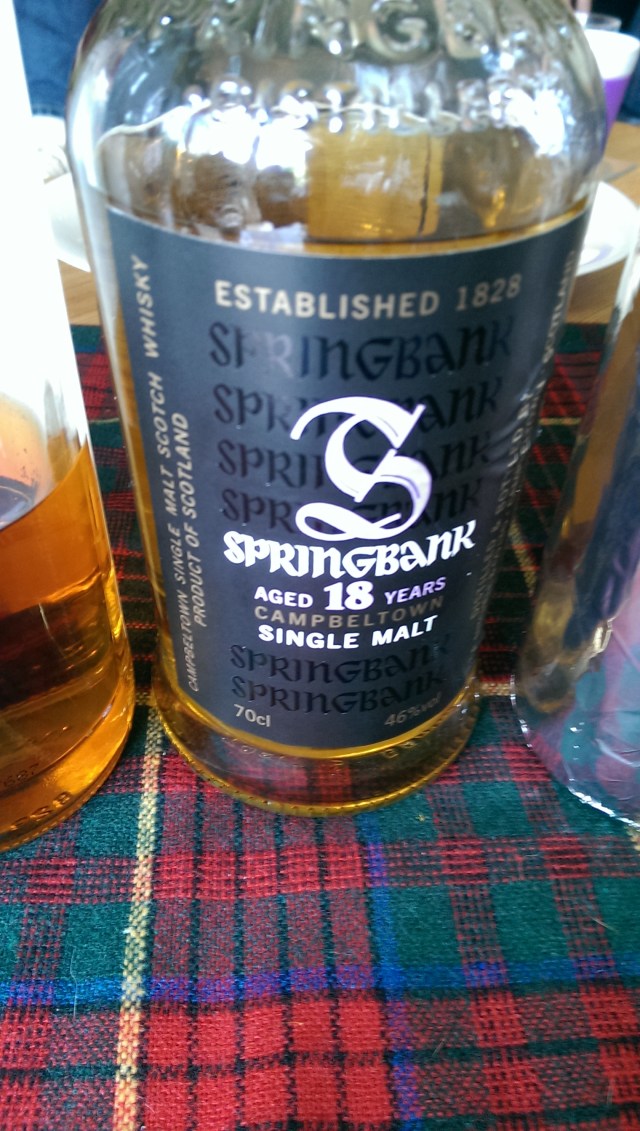 ESTABLISHED 1828
SPRINGBANK
SPRINGBANK
SPRINGBANK
SPRINGBANK
S
SPRINGBANK
AGED 18 YEARS
CAMPBELTOWN
SINGLE MALT
SPRINGBANK
SPRINGBANK
70cl 46%vol
CAMPBELTOWN SINGLE MALT SCOTCH WHISKY
PRODUCT OF SCOTLAND